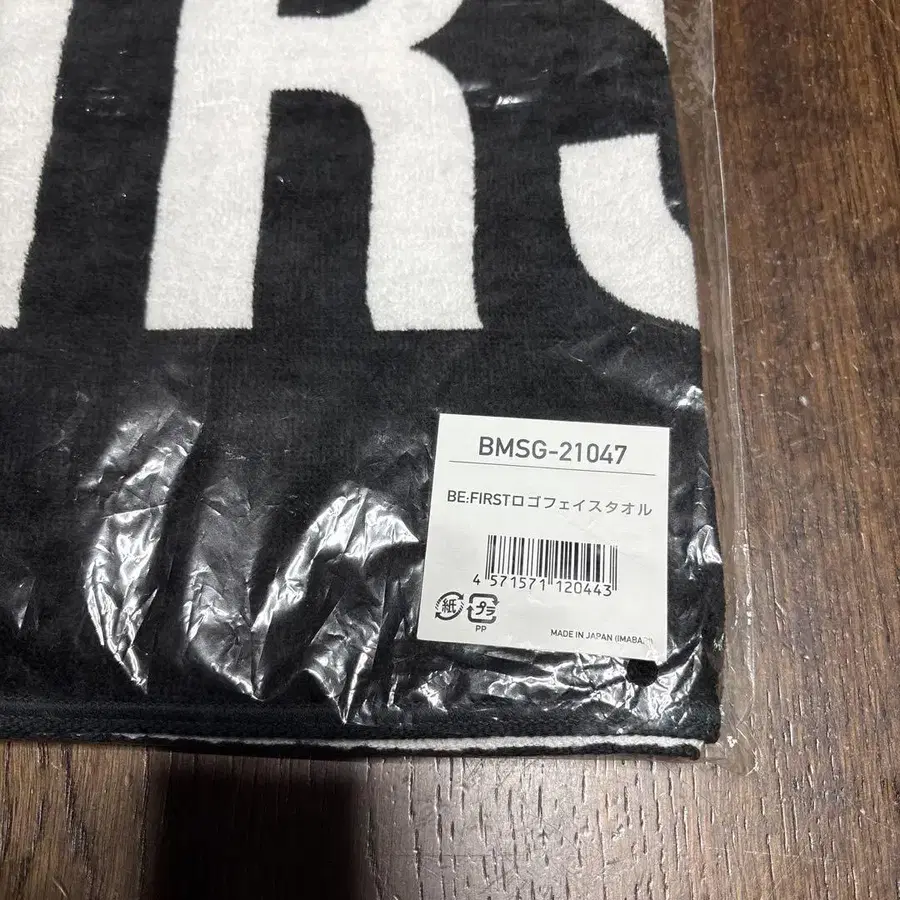 IRS
BMSG-21047
BE:FIRSTロゴフェイスタオル
4 571571 120443
紙 プラ
PP
MADE IN JAPAN (IMABARI)